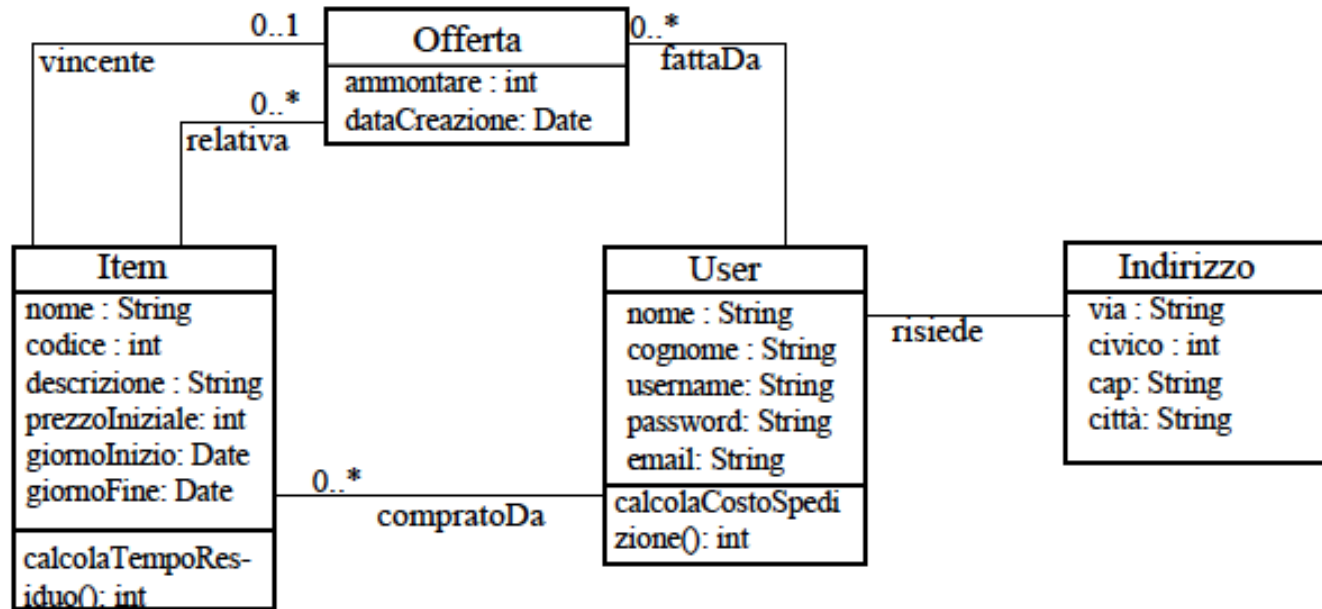 0..1
vincente
0..*
relativa
Offerta
ammontare : int
dataCreazione: Date
0..*
fattaDa
Item
nome : String
codice : int
descrizione : String
prezzoIniziale: int
giornoInizio: Date
giornoFine: Date
calcolaTempoRes-
iduo(): int
0..*
compratoDa
User
nome : String
cognome : String
username: String
password: String
email: String
calcolaCostoSpedi
zione(): int
risiede
Indirizzo
via : String
civico : int
cap: String
città: String